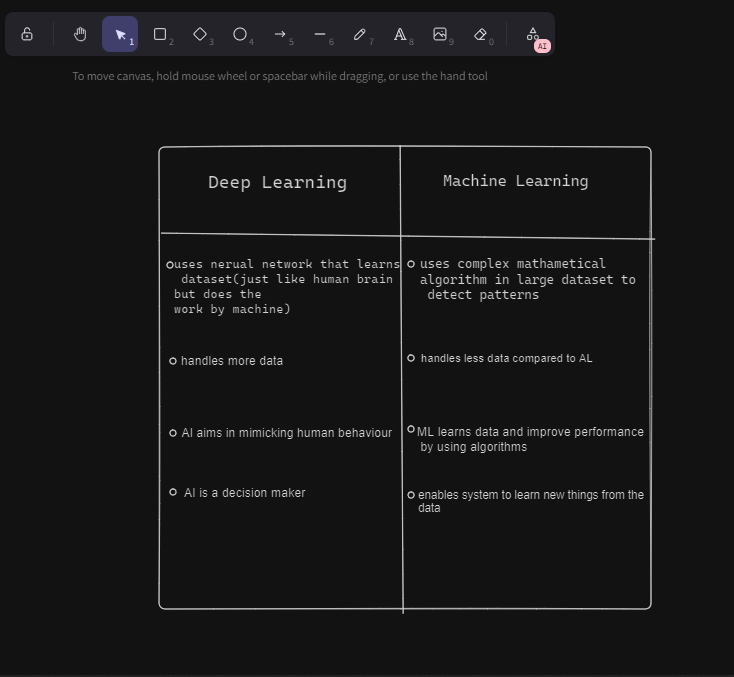 1
2
3
4
5
6
7
8
9
0
AI
To move canvas, hold mouse wheel or spacebar while dragging, or use the hand tool
Deep Learning
Machine Learning
uses nerual network that learns
dataset(just like human brain
but does the
work by machine)
uses complex mathametical
algorithm in large dataset to
detect patterns
handles more data
handles less data compared to AL
AI aims in mimicking human behaviour
ML learns data and improve performance
by using algorithms
AI is a decision maker
enables system to learn new things from the
data